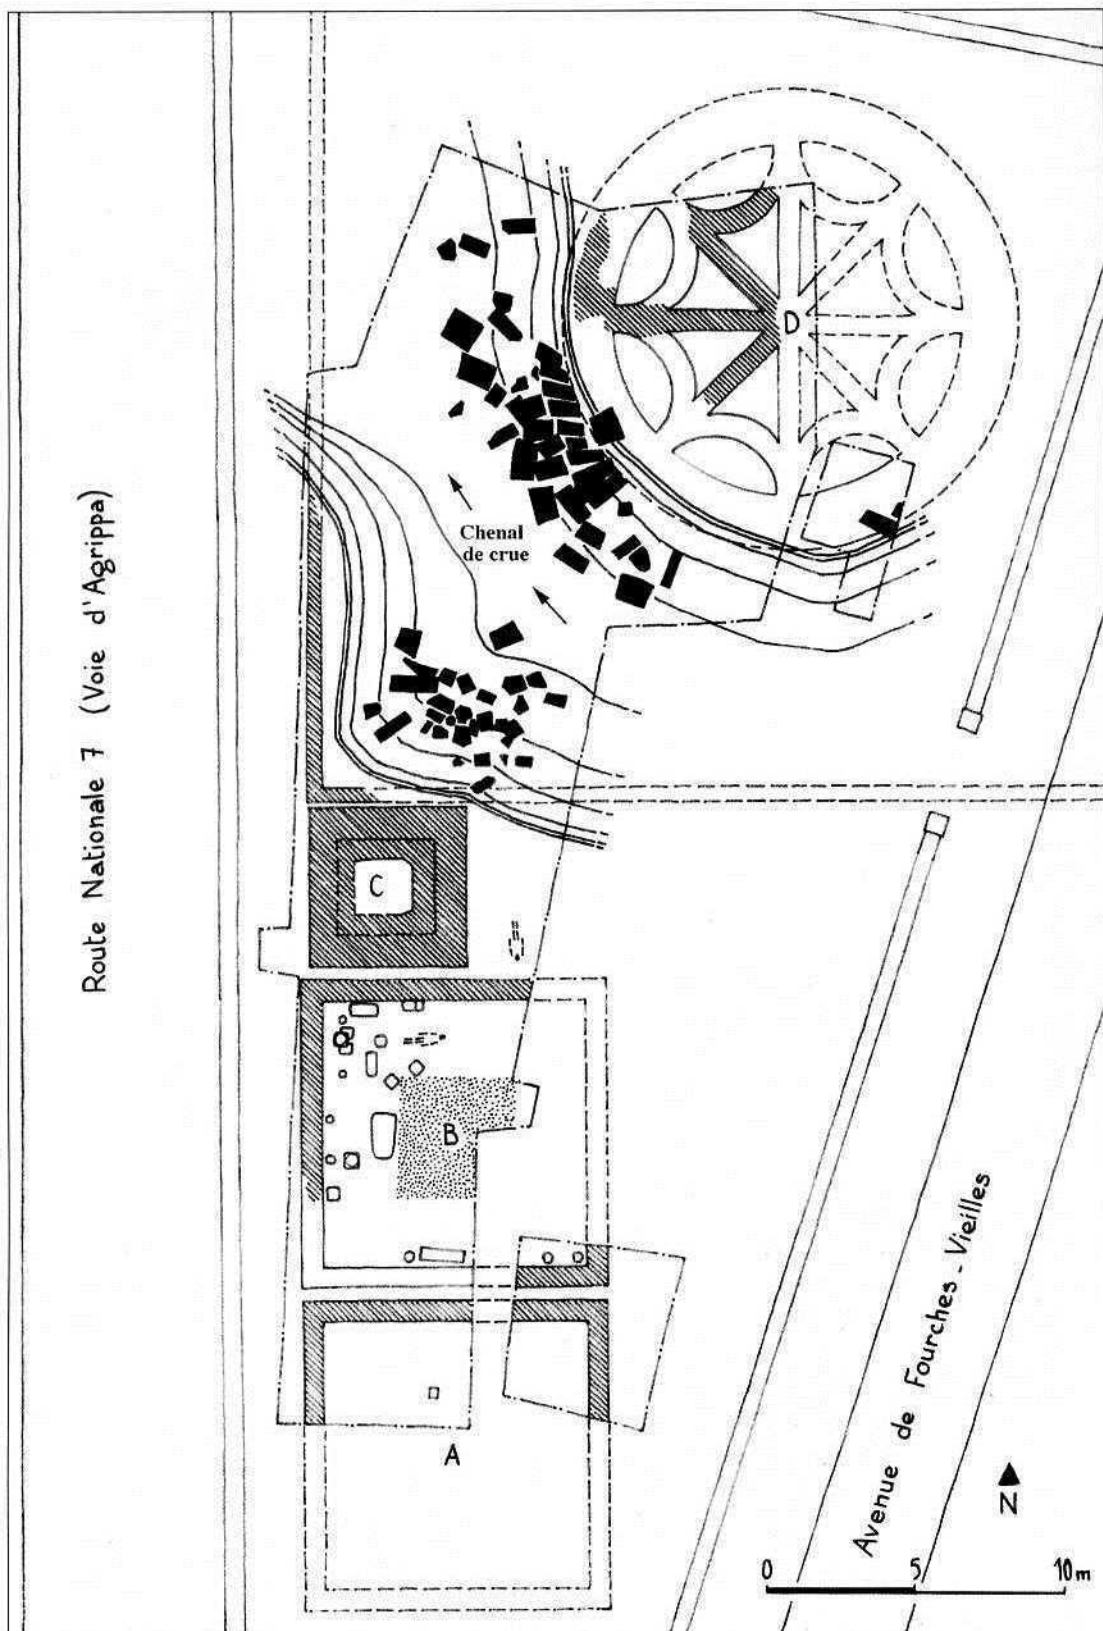 D
Chenal
de crue
Route Nationale 7 (Voie d'Agrippa)
C
B
A
Avenue de Fourches-Vieilles
N
0 5 10 m